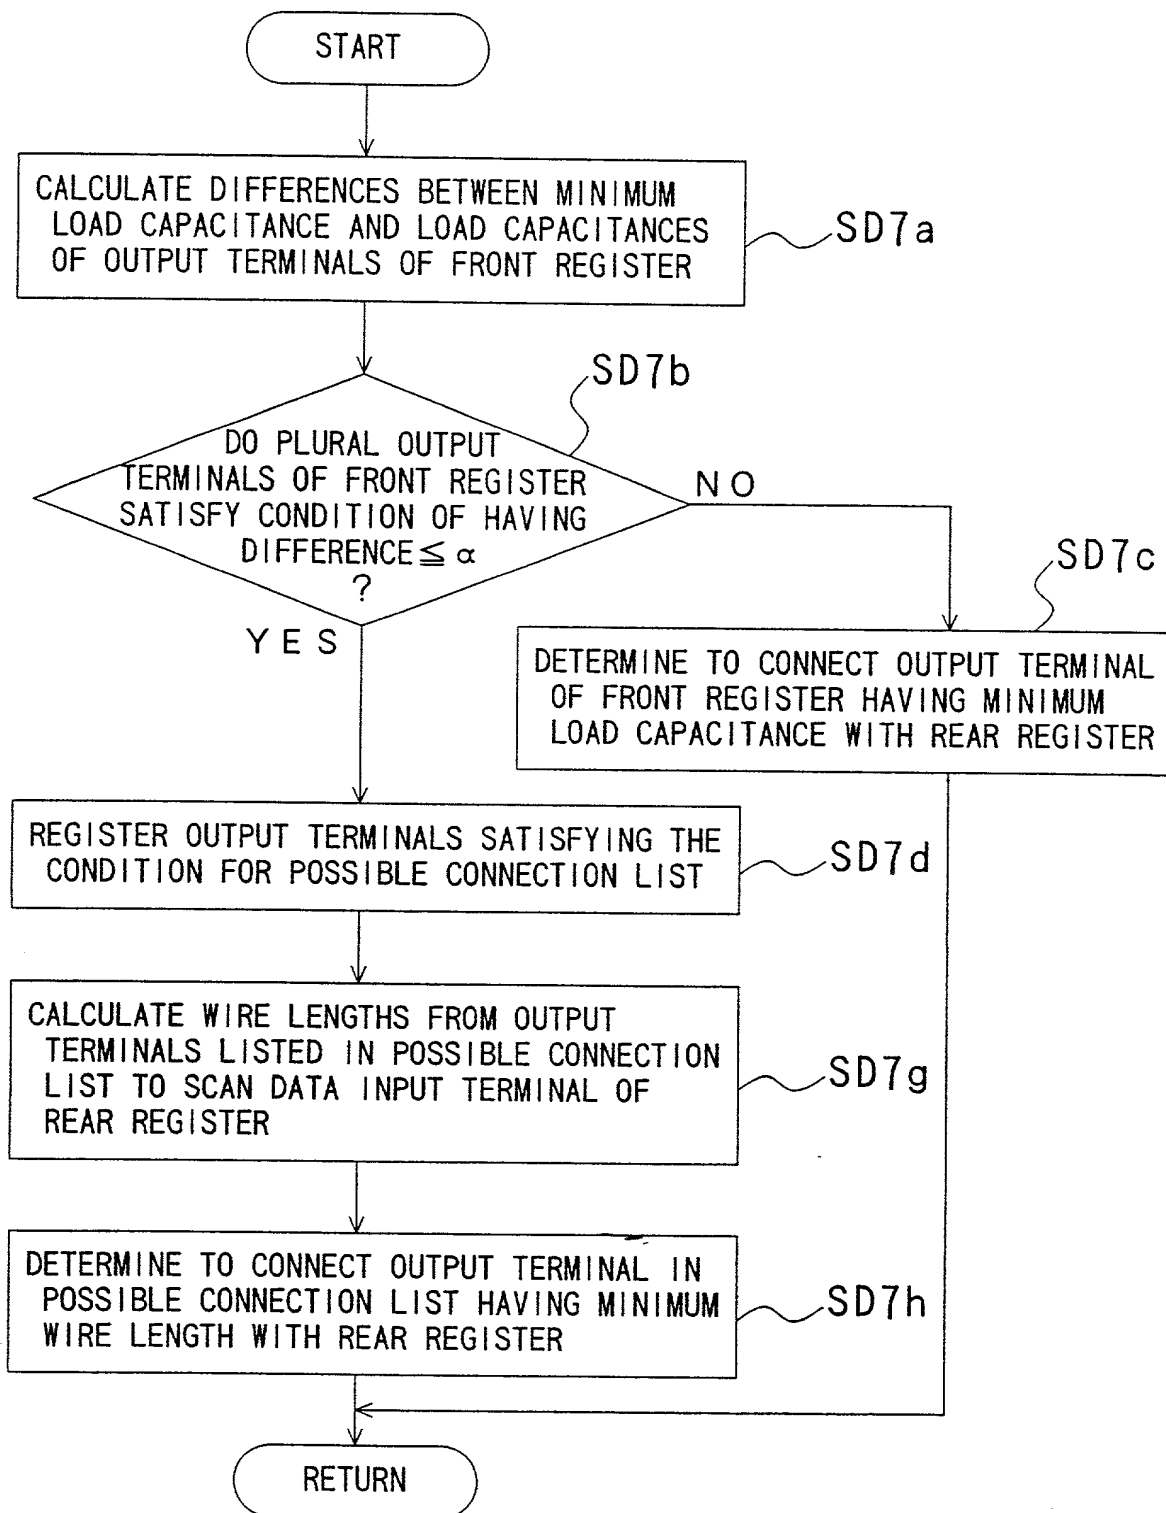 START
CALCULATE DIFFERENCES BETWEEN MINIMUM
LOAD CAPACITANCE AND LOAD CAPACITANCES
OF OUTPUT TERMINALS OF FRONT REGISTER
SD7a
SD7b
DO PLURAL OUTPUT
TERMINALS OF FRONT REGISTER
SATISFY CONDITION OF HAVING
DIFFERENCE≦ α
?
NO
YES
SD7c
DETERMINE TO CONNECT OUTPUT TERMINAL
OF FRONT REGISTER HAVING MINIMUM
LOAD CAPACITANCE WITH REAR REGISTER
REGISTER OUTPUT TERMINALS SATISFYING THE
CONDITION FOR POSSIBLE CONNECTION LIST
SD7d
CALCULATE WIRE LENGTHS FROM OUTPUT
TERMINALS LISTED IN POSSIBLE CONNECTION
LIST TO SCAN DATA INPUT TERMINAL OF
REAR REGISTER
SD7g
DETERMINE TO CONNECT OUTPUT TERMINAL IN
POSSIBLE CONNECTION LIST HAVING MINIMUM
WIRE LENGTH WITH REAR REGISTER
SD7h
RETURN